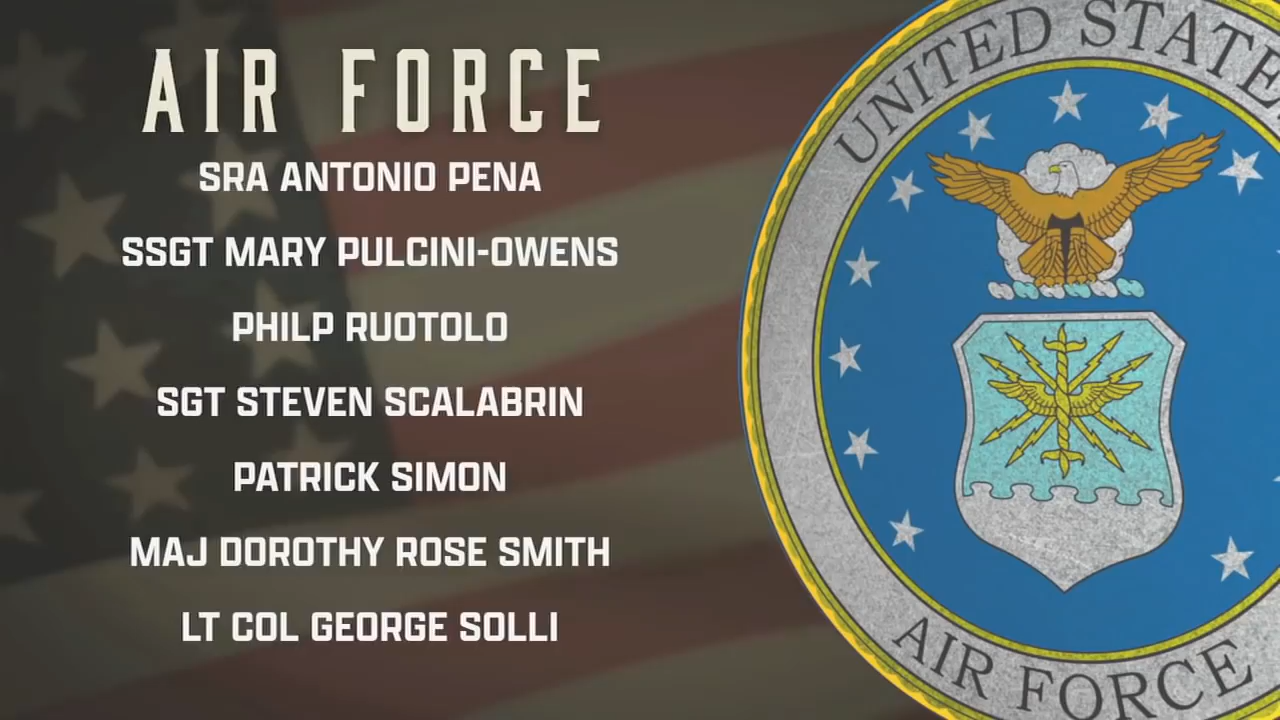 AIR FORCE
SRA ANTONIO PENA
SSGT MARY PULCINI-OWENS
PHILP RUOTOLO
SGT STEVEN SCALABRIN
PATRICK SIMON
MAJ DOROTHY ROSE SMITH
LT COL GEORGE SOLLI
UNITED STATE
AIR FORCE